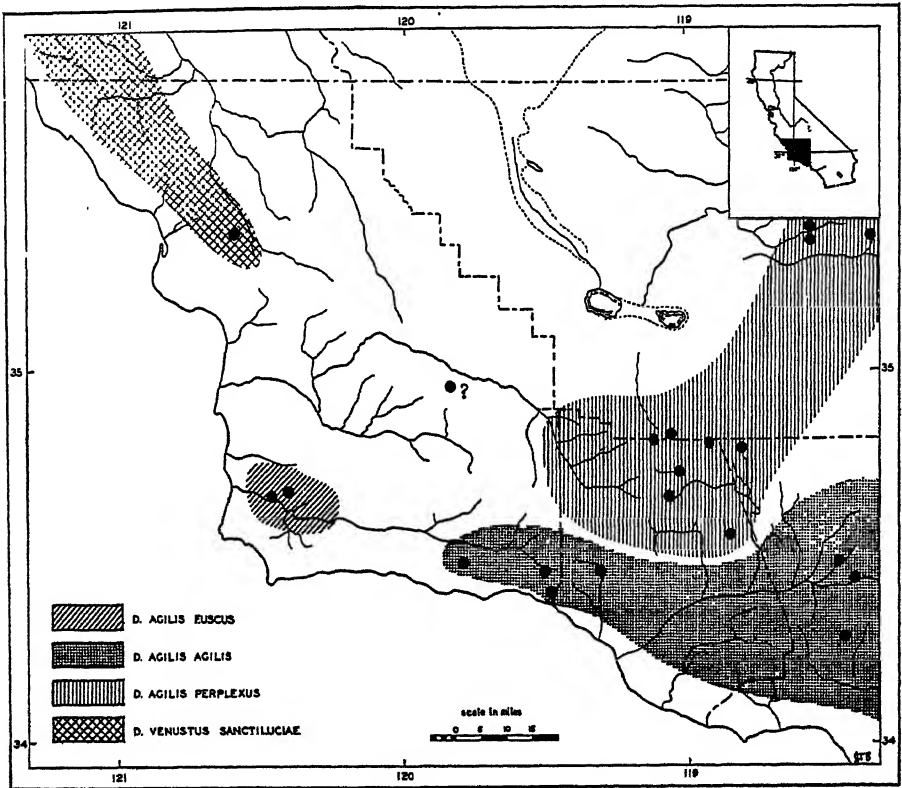 121
120
119
35
35
?
D. AGILIS EUSCUS
D. AGILIS AGILIS
D. AGILIS PERPLEXUS
D. VENUSTUS SANCTILUCIAE
scale in miles
0 5 10 15
34
34
121
120
119